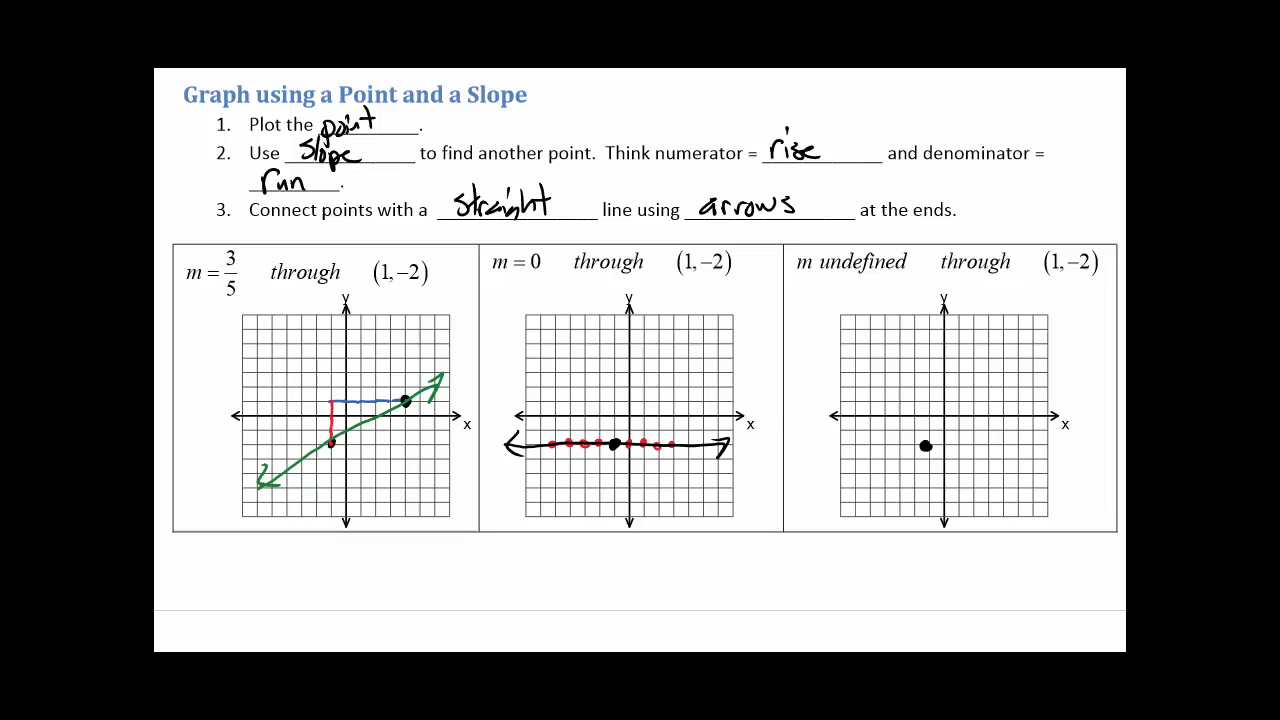 Graph using a Point and a Slope
1. Plot the point.
2. Use slope to find another point. Think numerator = rise and denominator =
run.
3. Connect points with a straight line using arrows at the ends.
m = 3/5 through (1,−2)
m = 0 through (1,−2)
m undefined through (1,−2)
y
x
y
x
y
x